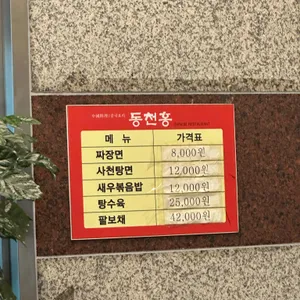 동천홍
메 뉴 가격표
짜장면 8,000원
사천탕면 12,000원
새우볶음밥 12,000원
탕수육 25,000원
팔보채 42,000원